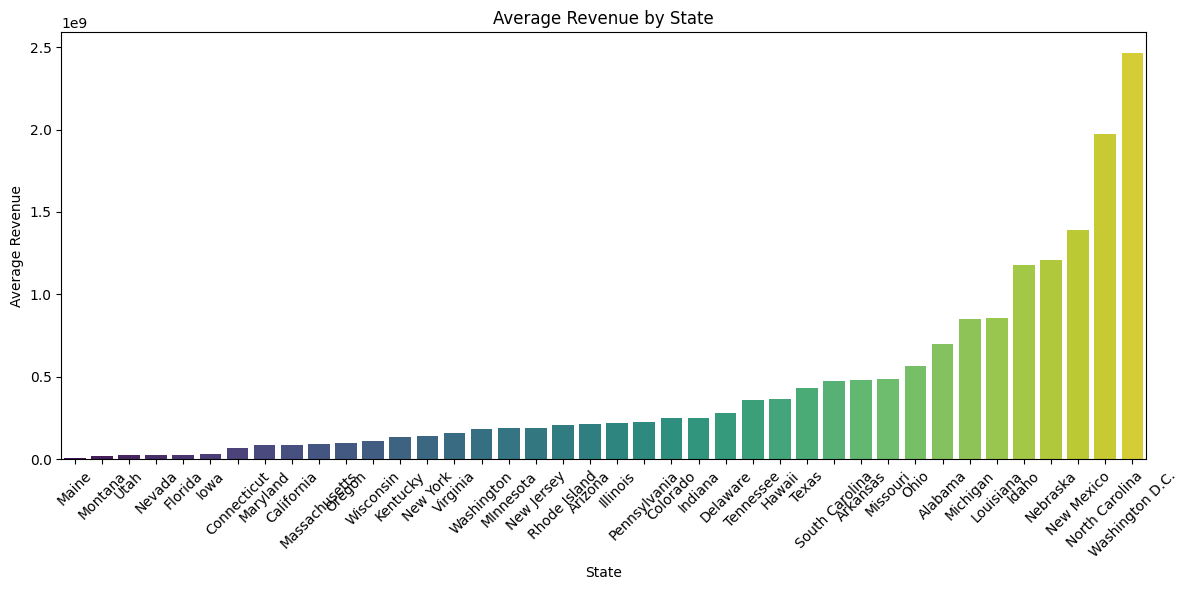 Average Revenue by State
1e9
Average Revenue
2.5
2.0
1.5
1.0
0.5
0.0
Maine
Montana
Utah
Nevada
Florida
Iowa
Connecticut
Maryland
California
Massachusetts
Oregon
Wisconsin
Kentucky
New York
Virginia
Washington
MInnesota
New Jersey
Rhode Island
Arizona
Illinois
Pennsylvania
Colorado
Indiana
Delaware
Tennessee
Hawaii
Texas
South Carolina
Arkansas
Missouri
Ohio
Alabama
Michigan
Louisiana
Idaho
Nebraska
New Mexico
North Carolina
Washington D.C.
State